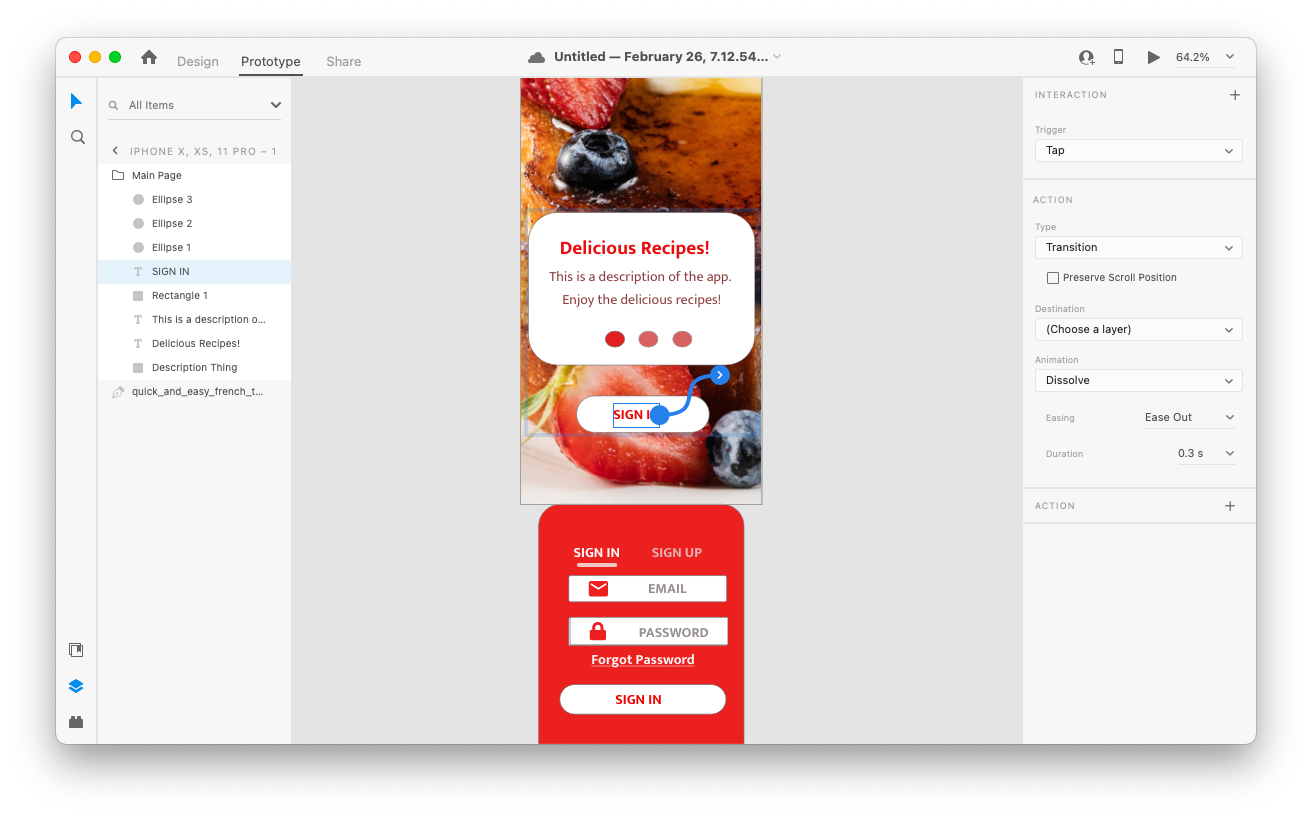 Design
Prototype
Share
Untitled — February 26, 7.12.54...
64.2%
All Items
IPHONE X, XS, 11 PRO – 1
Main Page
Ellipse 3
Ellipse 2
Ellipse 1
SIGN IN
Rectangle 1
This is a description o...
Delicious Recipes!
Description Thing
quick_and_easy_french_t...
Delicious Recipes!
This is a description of the app.
Enjoy the delicious recipes!
SIGN I
SIGN IN
SIGN UP
EMAIL
PASSWORD
Forgot Password
SIGN IN
INTERACTION
Trigger
Tap
ACTION
Type
Transition
Preserve Scroll Position
Destination
(Choose a layer)
Animation
Dissolve
Easing
Ease Out
Duration
0.3 s
ACTION